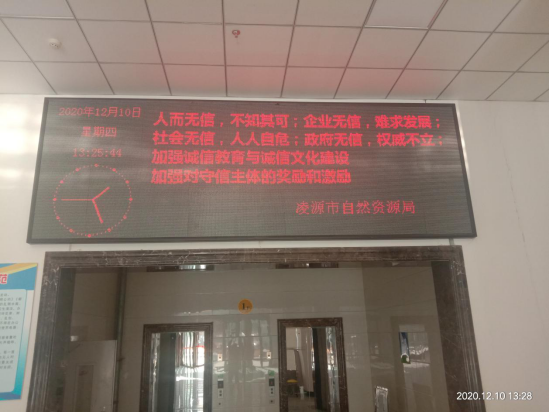 2020年12月10日
星期四
13:25:44
人而无信，不知其可；企业无信，难求发展；
社会无信，人人自危；政府无信，权威不立；
加强诚信教育与诚信文化建设
加强对守信主体的奖励和激励
凌源市自然资源局
2020.12.10 13:28